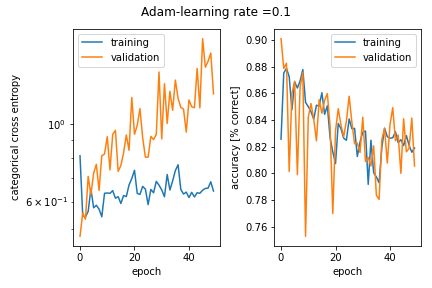 Adam-learning rate =0.1
categorical cross entropy
training
validation
10⁰
6 × 10⁻¹
0 20 40
epoch
accuracy [% correct]
training
validation
0.90
0.88
0.86
0.84
0.82
0.80
0.78
0.76
0 20 40
epoch